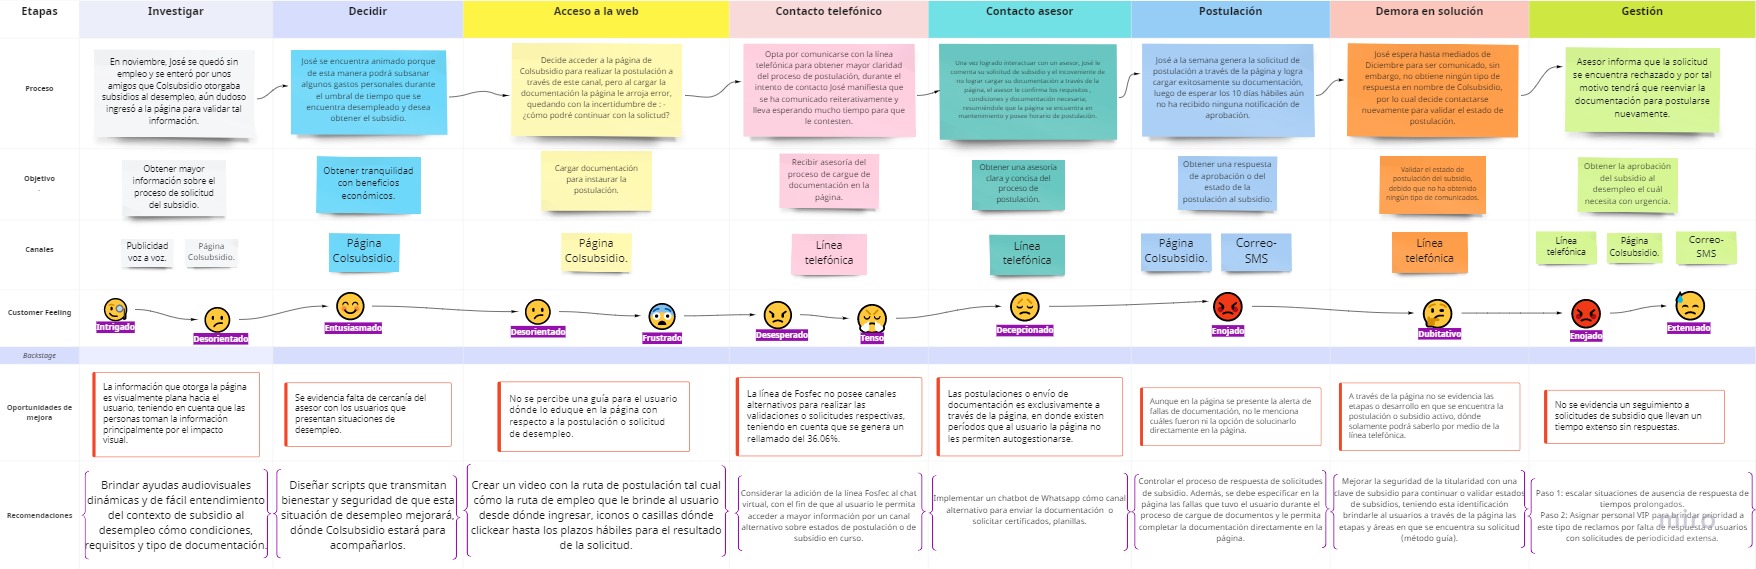 Etapas
Investigar
Decidir
Acceso a la web
Contacto telefónico
Contacto asesor
Postulación
Demora en solución
Gestión
Proceso
En noviembre, José se quedó sin
empleo y se enteró por unos
amigos que Colsubsidio otorgaba
subsidios al desempleo, aún dudoso
ingresó a la página para validar tal
información.
José se encuentra animado porque
de esta manera podrá subsanar
algunos gastos personales durante
el umbral de tiempo que se
encuentra desempleado y desea
obtener el subsidio.
Decide acceder a la página de
Colsubsidio para realizar la postulación a
través de este canal, pero al cargar la
documentación la página le arroja error,
quedando con la incertidumbre de : -
¿cómo podré continuar con la solictud?
Opta por comunicarse con la línea
telefónica para obtener mayor claridad
del proceso de postulación, durante el
intento de contacto José manifiesta que
se ha comunicado reiterativamente y
lleva esperando mucho tiempo para que
le contesten.
Una vez logrado interactuar con un asesor, José le
comenta su solicitud de subsidio y el inconveniente de
no lograr cargar su documentación a través de la
página, el asesor le confirma los requisitos ,
condiciones y documentación necesaria,
resumiéndole que la página se encuentra en
mantenimiento y posee horario de postulación.
José a la semana genera la solicitud de
postulación a través de la página y logra
cargar exitosamente su documentación,
luego de esperar los 10 días hábiles aún
no ha recibido ninguna notificación de
aprobación.
José espera hasta mediados de
Diciembre para ser comunicado, sin
embargo, no obtiene ningún tipo de
respuesta en nombre de Colsubsidio,
por lo cual decide contactarse
nuevamente para validar el estado de
postulación.
Asesor informa que la solicitud
se encuentra rechazado y por tal
motivo tendrá que reenviar la
documentación para postularse
nuevamente.
Objetivo
.
Obtener mayor
información sobre el
proceso de solicitud
del subsidio.
Obtener tranquilidad
con beneficios
económicos.
Cargar documentación
para instaurar la
postulación.
Recibir asesoría del
proceso de cargue de
documentación en la
página.
Obtener una asesoría
clara y concisa del
proceso de
postulación.
Obtener una respuesta
de aprobación o del
estado de la
postulación al subsidio.
Validar el estado de
postulación del subsidio,
debido que no ha obtenido
ningún tipo de comunicados.
Obtener la aprobación
del subsidio al
desempleo el cuál
necesita con urgencia.
Canales
Publicidad
voz a voz.
Página
Colsubsidio.
Página
Colsubsidio.
Página
Colsubsidio.
Línea
telefónica
Línea
telefónica
Página
Colsubsidio.
Correo-
SMS
Línea
telefónica
Línea
telefónica
Página
Colsubsidio.
Correo-
SMS
Customer Feeling
Intrigado
Desorientado
Entusiasmado
Desorientado
Frustrado
Desesperado
Tenso
Decepcionado
Enojado
Dubitativo
Enojado
Extenuado
Backstage
Oportunidades de
mejora
La información que otorga la página
es visualmente plana hacia el
usuario, teniendo en cuenta que las
personas toman la información
principalmente por el impacto
visual.
Se evidencia falta de cercanía del
asesor con los usuarios que
presentan situaciones de
desempleo.
No se percibe una guía para el usuario
dónde lo eduque en la página con
respecto a la postulación o solicitud
de desempleo.
La línea de Fosfec no posee canales
alternativos para realizar las
validaciones o solicitudes respectivas,
teniendo en cuenta que se genera un
rellamado del 36.06%.
Las postulaciones o envío de
documentación es exclusivamente a
través de la página, en donde existen
períodos que al usuario la página no
les permiten autogestionarse.
Aunque en la página se presente la alerta de
fallas de documentación, no le menciona
cuáles fueron ni la opción de solucinarlo
directamente en la página.
A través de la página no se evidencia las
etapas o desarrollo en que se encuentra la
postulación o subsidio activo, dónde
solamente podrá saberlo por medio de la
línea telefónica.
No se evidencia un seguimiento a
solicitudes de subsidio que llevan un
tiempo extenso sin respuestas.
Recomendaciones
Brindar ayudas audiovisuales
dinámicas y de fácil entendimiento
del contexto de subsidio al
desempleo cómo condiciones,
requisitos y tipo de documentación.
Diseñar scripts que transmitan
bienestar y seguridad de que esta
situación de desempleo mejorará,
dónde Colsubsidio estará para
acompañarlos.
Crear un video con la ruta de postulación tal cual
cómo la ruta de empleo que le brinde al usuario
desde dónde ingresar, iconos o casillas dónde
clickear hasta los plazos hábiles para el resultado
de la solicitud.
Considerar la adición de la línea Fosfec al chat
virtual, con el fin de que al usuario le permita
acceder a mayor información por un canal
alternativo sobre estados de postulación o de
subsidio en curso.
Implementar un chatbot de Whatsapp cómo canal
alternativo para enviar la documentación o
solicitar certificados, planillas.
Controlar el proceso de respuesta de solicitudes
de subsidio. Además, se debe especificar en la
página las fallas que tuvo el usuario durante el
proceso de cargue de documentos y le permita
completar la documentación directamente en la
página.
Mejorar la seguridad de la titularidad con una
clave de subsidio para continuar o validar estados
de subsidios, teniendo esta identificación
brindarle al usuarios a través de la página las
etapas y áreas en que se encuentra su solicitud
(método guía).
Paso 1: escalar situaciones de ausencia de respuesta de
tiempos prolongados.
Paso 2: Asignar personal VIP para generar prioridad a
este tipo de reclamos por falta de respuesta a usuarios
con solicitudes de periodicidad extensa.
miro